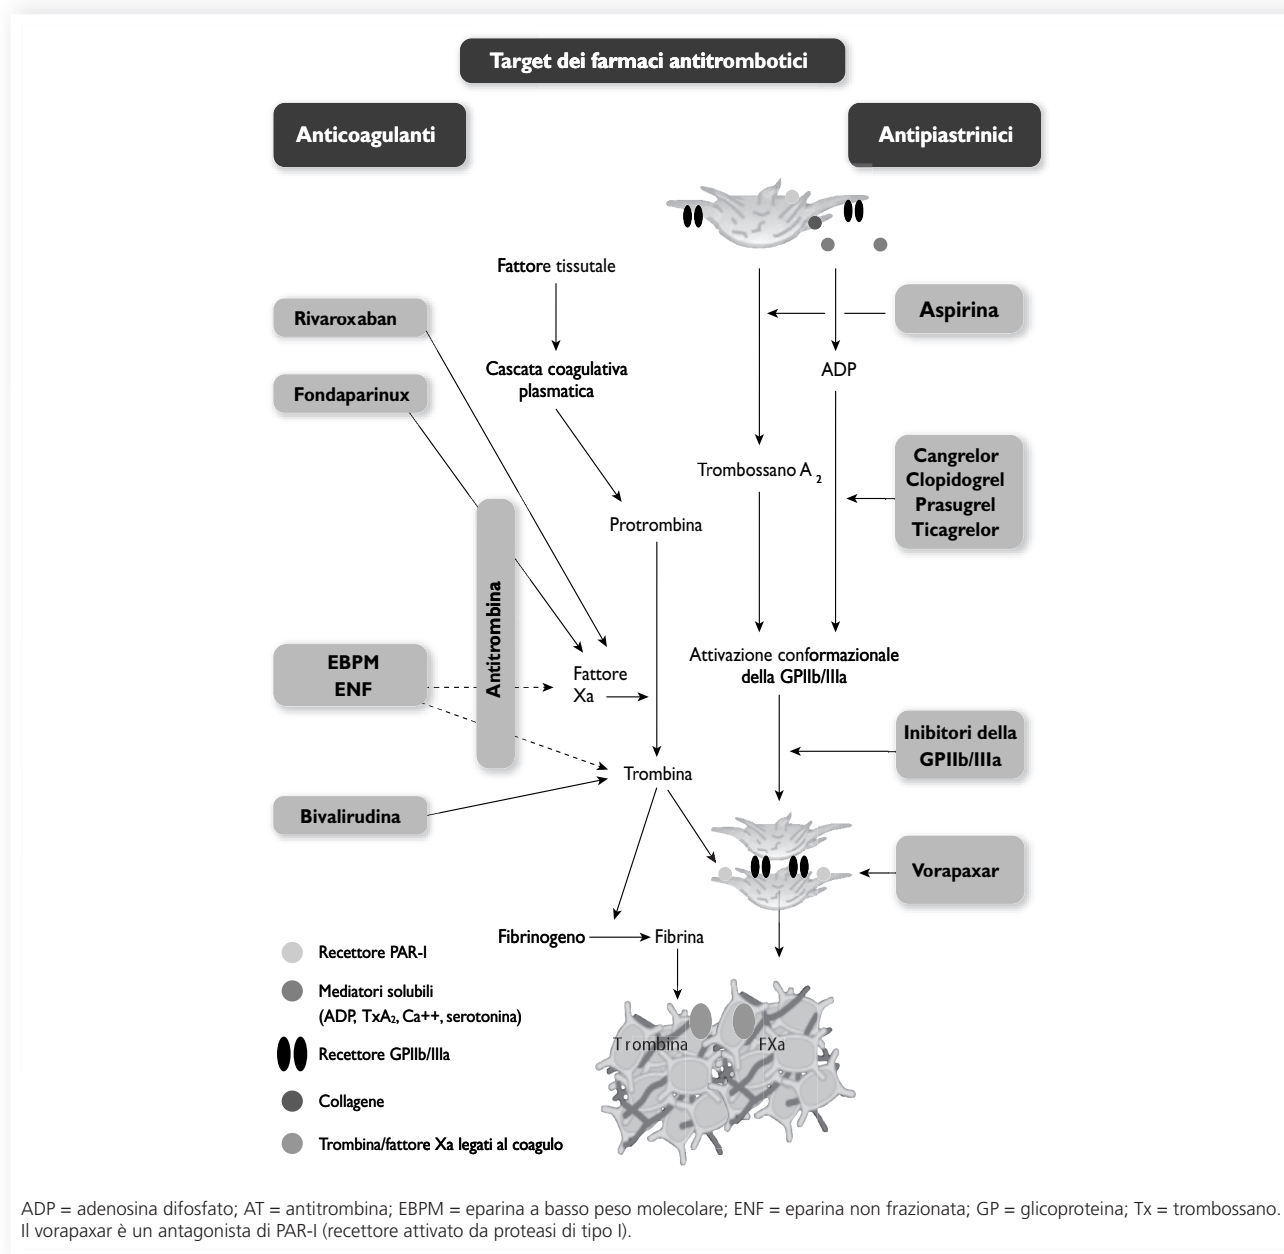 Target dei farmaci antitrombotici
Anticoagulanti
Antipiastrinici
Fattore tissutale
Rivaroxaban
Aspirina
Cascata coagulativa
plasmatica
ADP
Fondaparinux
Trombossano A₂
Cangrelor
Clopidogrel
Prasugrel
Ticagrelor
Protrombina
Antitrombina
EBPM
ENF
Fattore
Xa
Attivazione conformazionale
della GPIIb/IIIa
Inibitori della
GPIIb/IIIa
Trombina
Bivalirudina
Vorapaxar
Fibrinogeno
Fibrina
Recettore PAR-I
Mediatori solubili
(ADP, TxA₂, Ca++, serotonina)
Recettore GPIIb/IIIa
Collagene
Trombina/fattore Xa legati al coagulo
Trombina
FXa
ADP = adenosina difosfato; AT = antitrombina; EBPM = eparina a basso peso molecolare; ENF = eparina non frazionata; GP = glicoproteina; Tx = trombossano.
Il vorapaxar è un antagonista di PAR-I (recettore attivato da proteasi di tipo I).